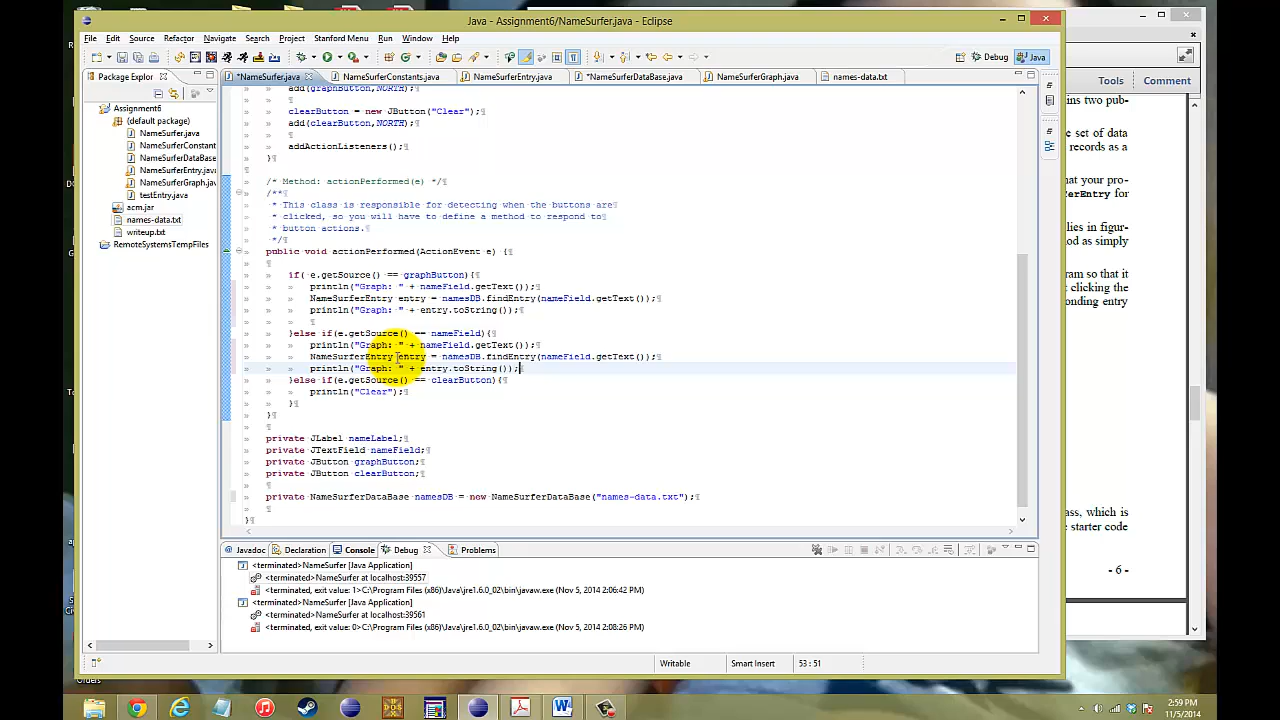 Java - Assignment6/NameSurfer.java - Eclipse
File Edit Source Refactor Navigate Search Project Stanford Menu Run Window Help
Debug Java
Package Explor
*NameSurfer.java NameSurferConstants.java NameSurferEntry.java *NameSurferDataBase.java NameSurferGraph.java names-data.txt
Tools Comment
Assignment6
(default package)
NameSurfer.java
NameSurferConstant
NameSurferDataBase
NameSurferEntry.java
NameSurferGraph.java
testEntry.java
acm.jar
names-data.txt
writeup.txt
RemoteSystemsTempFiles
add(graphButton,NORTH);
clearButton = new JButton("Clear");
add(clearButton,NORTH);
addActionListeners();
}
/* Method: actionPerformed(e) */
/**
* This class is responsible for detecting when the buttons are
* clicked, so you will have to define a method to respond to
* button actions.
*/
public void actionPerformed(ActionEvent e) {
if( e.getSource() == graphButton){
println("Graph: " + nameField.getText());
NameSurferEntry entry = namesDB.findEntry(nameField.getText());
println("Graph: " + entry.toString());
}else if(e.getSource() == nameField){
println("Graph: " + nameField.getText());
NameSurferEntry entry = namesDB.findEntry(nameField.getText());
println("Graph: " + entry.toString());
}else if(e.getSource() == clearButton){
println("Clear");
}
}
private JLabel nameLabel;
private JTextField nameField;
private JButton graphButton;
private JButton clearButton;
private NameSurferDataBase namesDB = new NameSurferDataBase("names-data.txt");
}
ins two pub-
e set of data
records as a
hat your pro-
erEntry for
lies in figur-
od as simply
ram so that it
clicking the
onding entry
ass, which is
e starter code
- 6 -
Javadoc Declaration Console Debug Problems
<terminated>NameSurfer [Java Application]
<terminated>NameSurfer at localhost:39557
<terminated, exit value: 1>C:\Program Files (x86)\Java\jre1.6.0_02\bin\javaw.exe (Nov 5, 2014 2:06:42 PM)
<terminated>NameSurfer [Java Application]
<terminated>NameSurfer at localhost:39561
<terminated, exit value: 0>C:\Program Files (x86)\Java\jre1.6.0_02\bin\javaw.exe (Nov 5, 2014 2:08:26 PM)
Writable Smart Insert 53 : 51
Orders
2:59 PM
11/5/2014